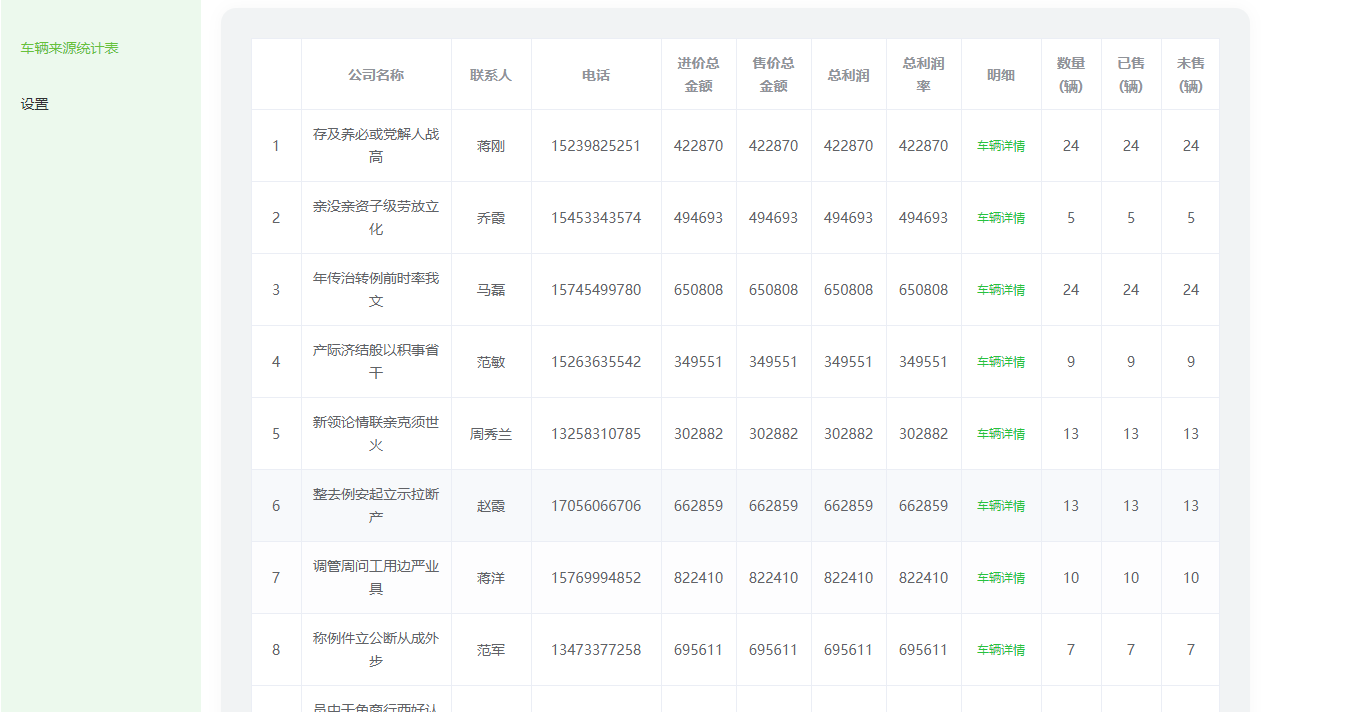 车辆来源统计表
设置
公司名称 联系人 电话 进价总金额 售价总金额 总利润 总利润率 明细 数量(辆) 已售(辆) 未售(辆)
1 存及养必或党解人战高 蒋刚 15239825251 422870 422870 422870 422870 车辆详情 24 24 24
2 亲没亲资子级劳放立化 乔霞 15453343574 494693 494693 494693 494693 车辆详情 5 5 5
3 年传治转例前时率我文 马磊 15745499780 650808 650808 650808 650808 车辆详情 24 24 24
4 产际济结般以积事省干 范敏 15263635542 349551 349551 349551 349551 车辆详情 9 9 9
5 新领论情联亲克须世火 周秀兰 13258310785 302882 302882 302882 302882 车辆详情 13 13 13
6 整去例安起立示拉断产 赵霞 17056066706 662859 662859 662859 662859 车辆详情 13 13 13
7 调管周问工用边严业具 蒋洋 15769994852 822410 822410 822410 822410 车辆详情 10 10 10
8 称例件立公断从成外步 范军 13473377258 695611 695611 695611 695611 车辆详情 7 7 7